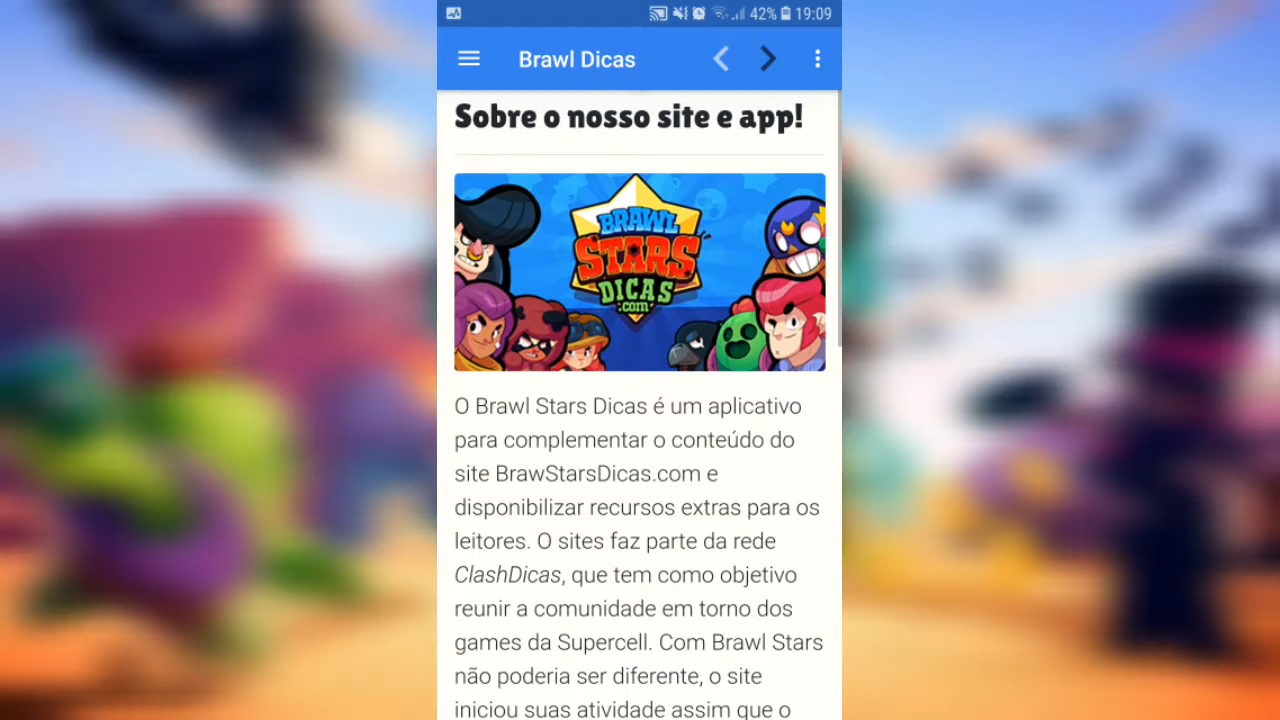 42% 19:09
Brawl Dicas
Sobre o nosso site e app!
BRAWL
STARS
DICAS
.com
O Brawl Stars Dicas é um aplicativo
para complementar o conteúdo do
site BrawStarsDicas.com e
disponibilizar recursos extras para os
leitores. O sites faz parte da rede
ClashDicas, que tem como objetivo
reunir a comunidade em torno dos
games da Supercell. Com Brawl Stars
não poderia ser diferente, o site
iniciou suas atividade assim que o